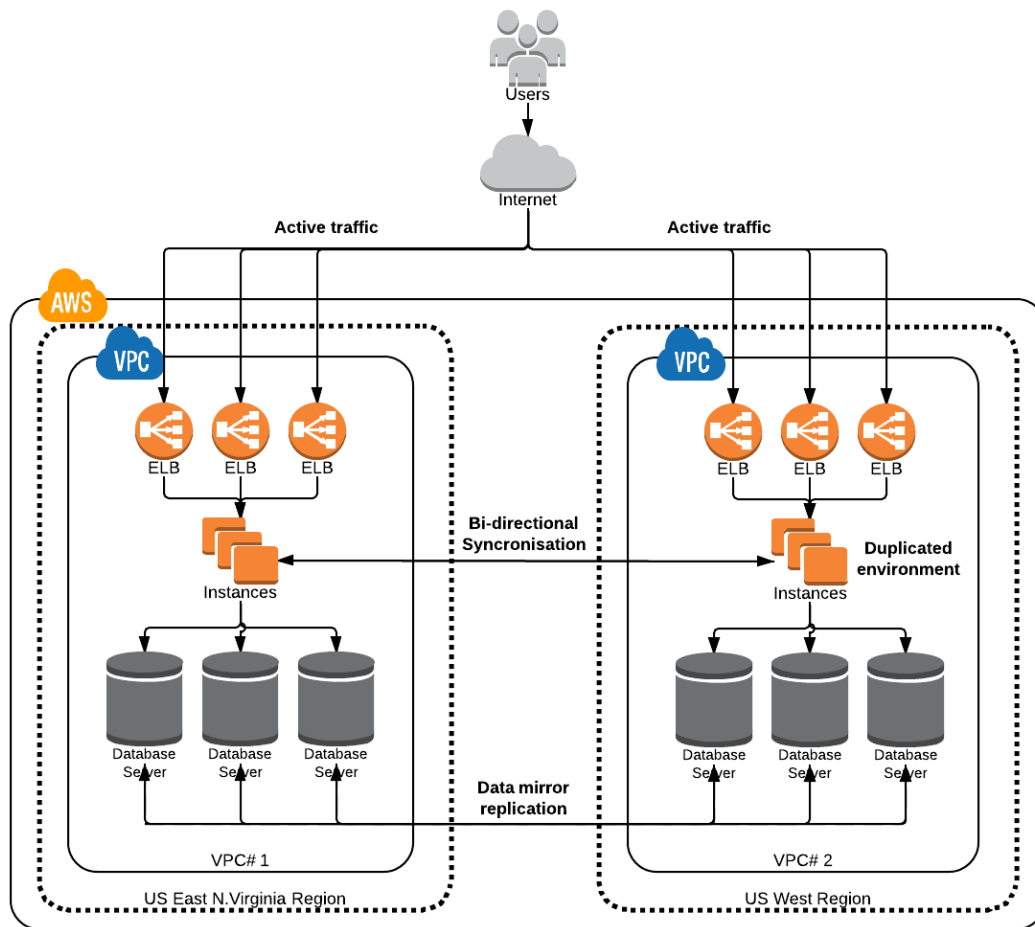 Users
Internet
Active traffic
Active traffic
AWS
VPC
VPC
ELB
ELB
ELB
ELB
ELB
ELB
Bi-directional
Syncronisation
Duplicated
environment
Instances
Instances
Database
Server
Database
Server
Database
Server
Database
Server
Database
Server
Database
Server
Data mirror
replication
VPC# 1
VPC# 2
US East N.Virginia Region
US West Region